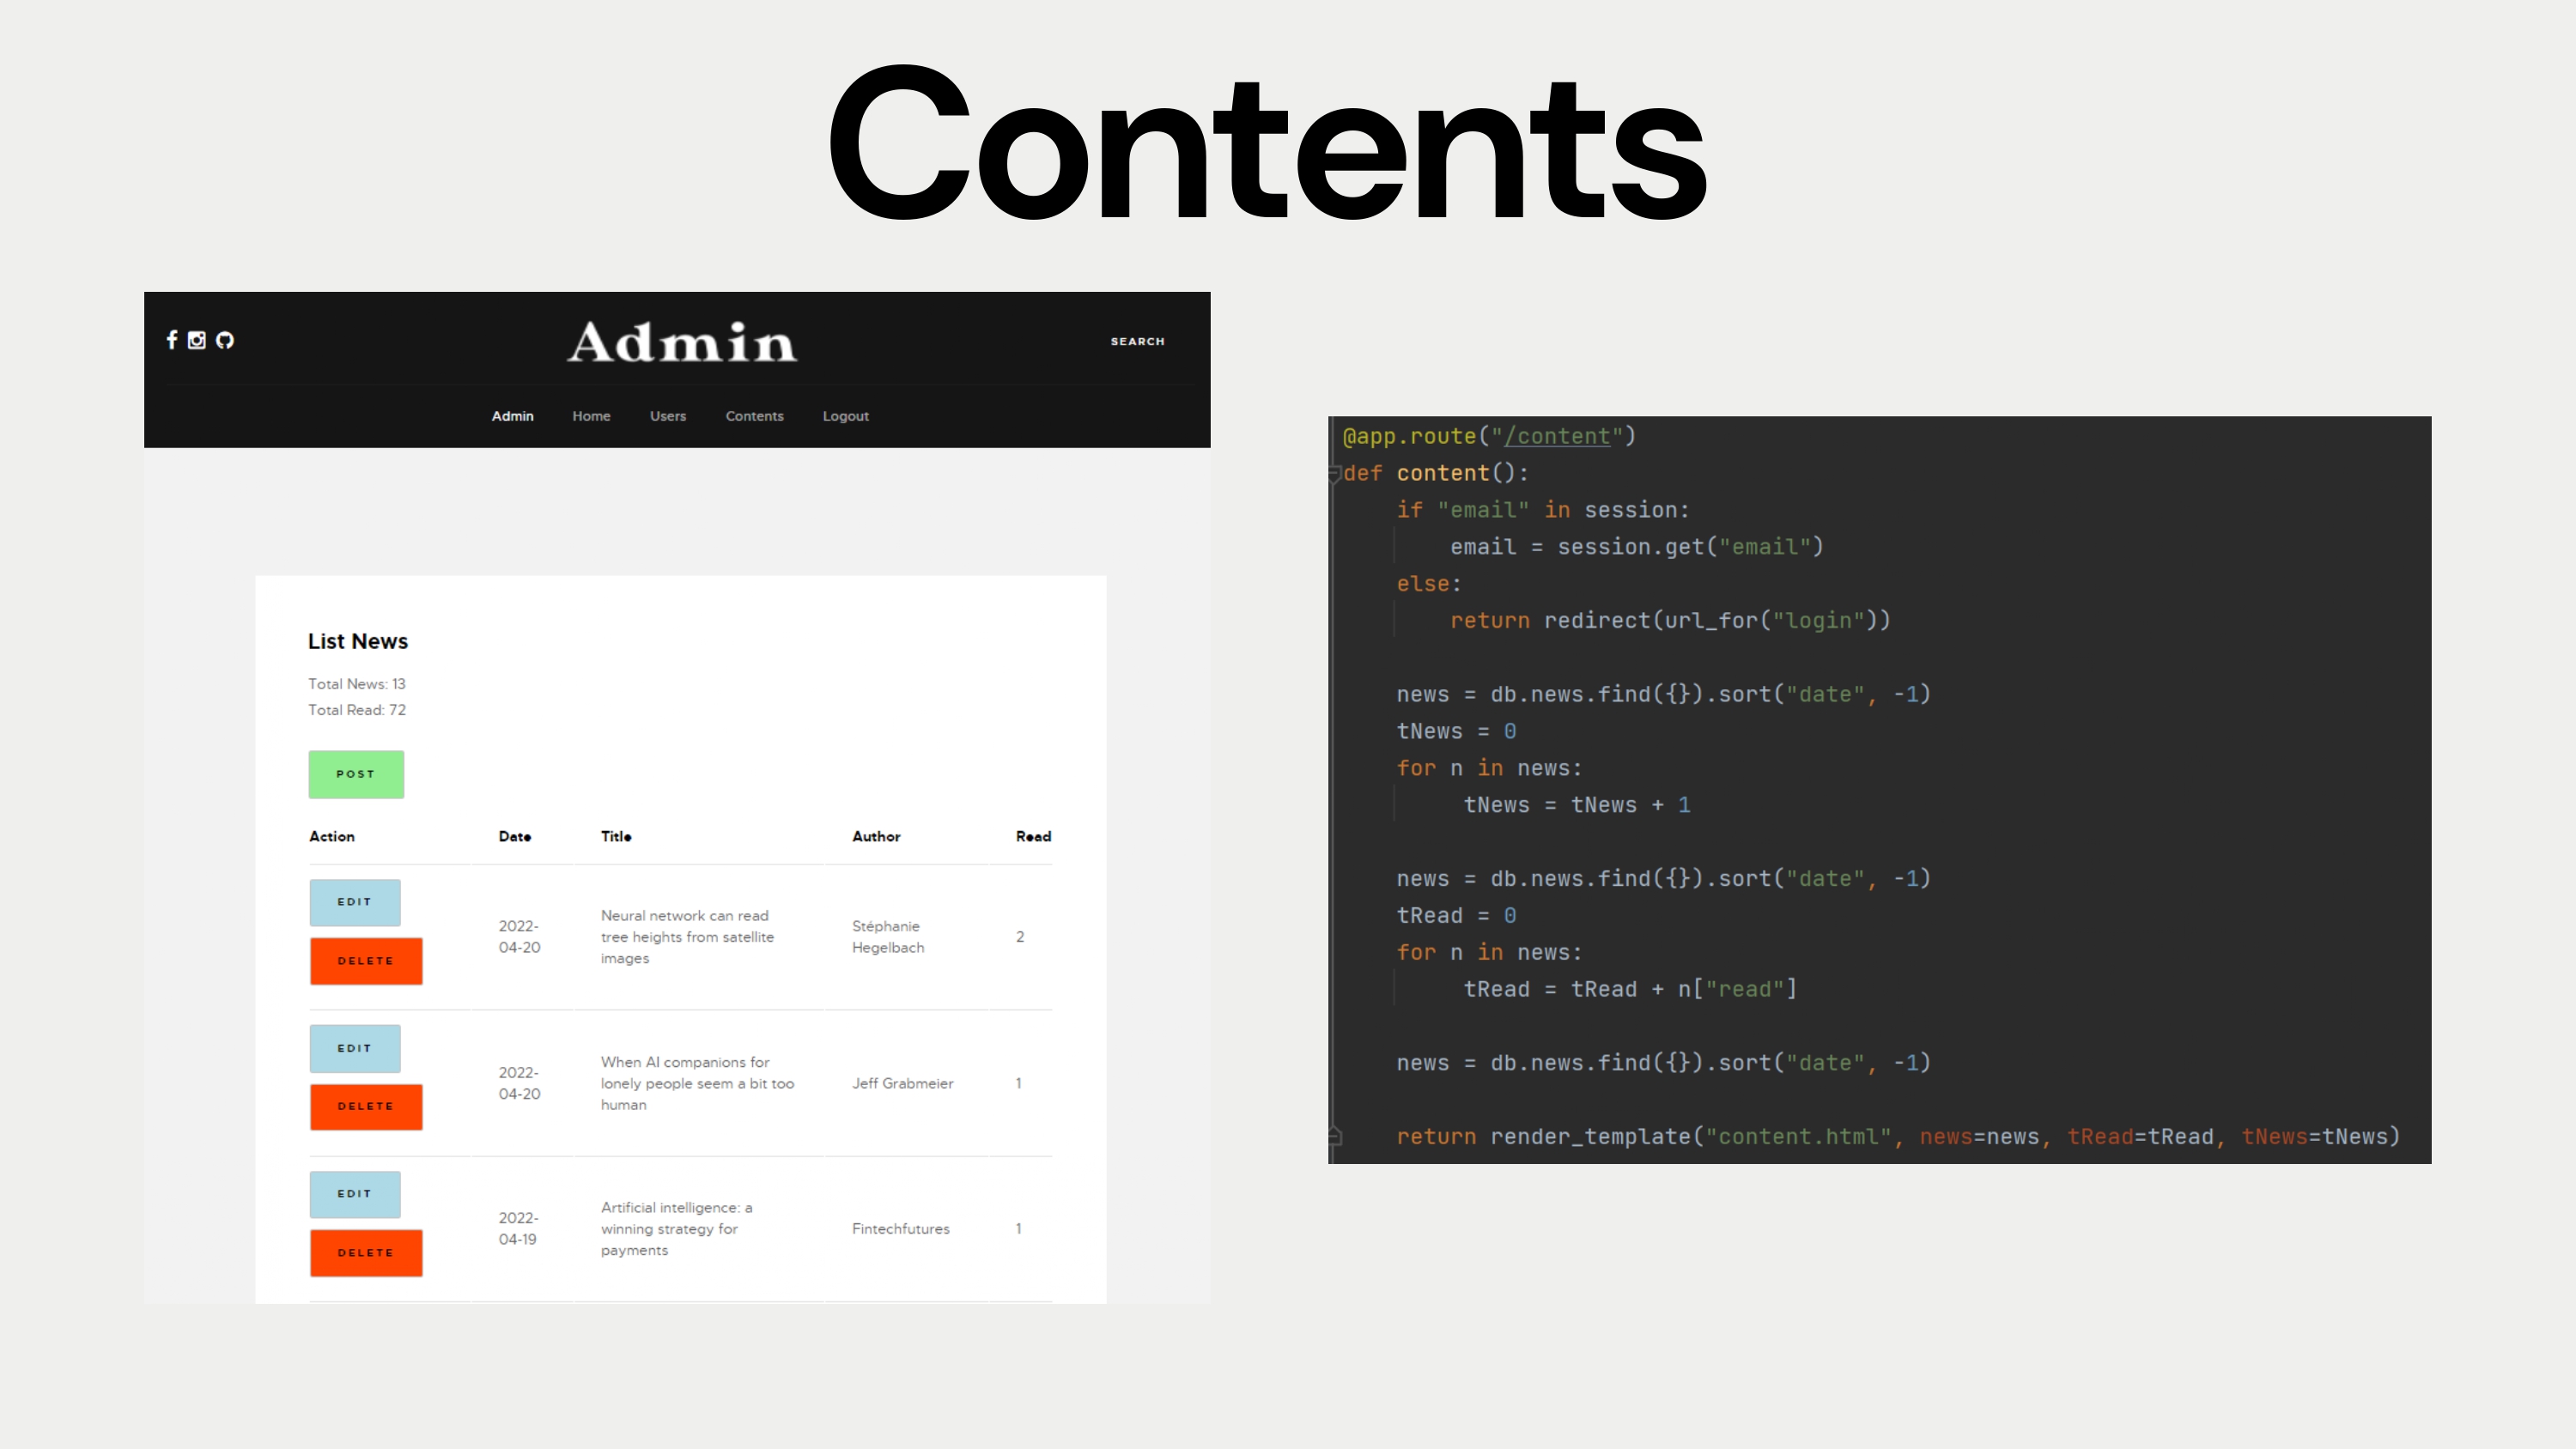 Contents
Admin
SEARCH
Admin Home Users Contents Logout
List News
Total News: 13
Total Read: 72
POST
Action Date Title Author Read
EDIT
DELETE
2022-
04-20
Neural network can read
tree heights from satellite
images
Stéphanie
Hegelbach
2
EDIT
DELETE
2022-
04-20
When AI companions for
lonely people seem a bit too
human
Jeff Grabmeier
1
EDIT
DELETE
2022-
04-19
Artificial intelligence: a
winning strategy for
payments
Fintechfutures
1
@app.route("/content")
def content():
    if "email" in session:
        email = session.get("email")
    else:
        return redirect(url_for("login"))
    news = db.news.find({}).sort("date", -1)
    tNews = 0
    for n in news:
         tNews = tNews + 1
    news = db.news.find({}).sort("date", -1)
    tRead = 0
    for n in news:
         tRead = tRead + n["read"]
    news = db.news.find({}).sort("date", -1)
    return render_template("content.html", news=news, tRead=tRead, tNews=tNews)